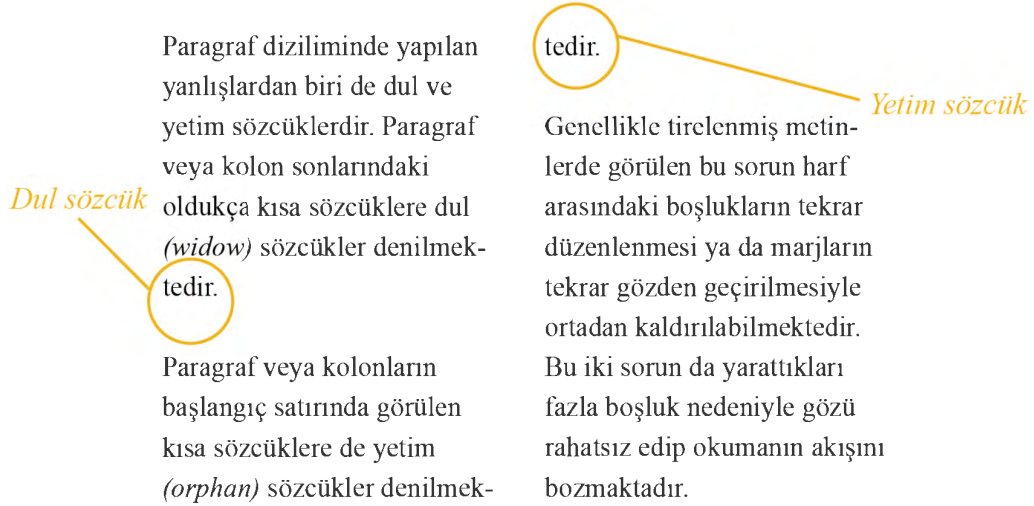 Paragraf diziliminde yapılan
yanlışlardan biri de dul ve
yetim sözcüklerdir. Paragraf
veya kolon sonlarındaki
oldukça kısa sözcüklere dul
(widow) sözcükler denilmek-
tedir.
Dul sözcük
Paragraf veya kolonların
başlangıç satırında görülen
kısa sözcüklere de yetim
(orphan) sözcükler denilmek-
tedir.
Yetim sözcük
Genellikle tirelenmiş metin-
lerde görülen bu sorun harf
arasındaki boşlukların tekrar
düzenlenmesi ya da marjların
tekrar gözden geçirilmesiyle
ortadan kaldırılabilmektedir.
Bu iki sorun da yarattıkları
fazla boşluk nedeniyle gözü
rahatsız edip okumanın akışını
bozmaktadır.